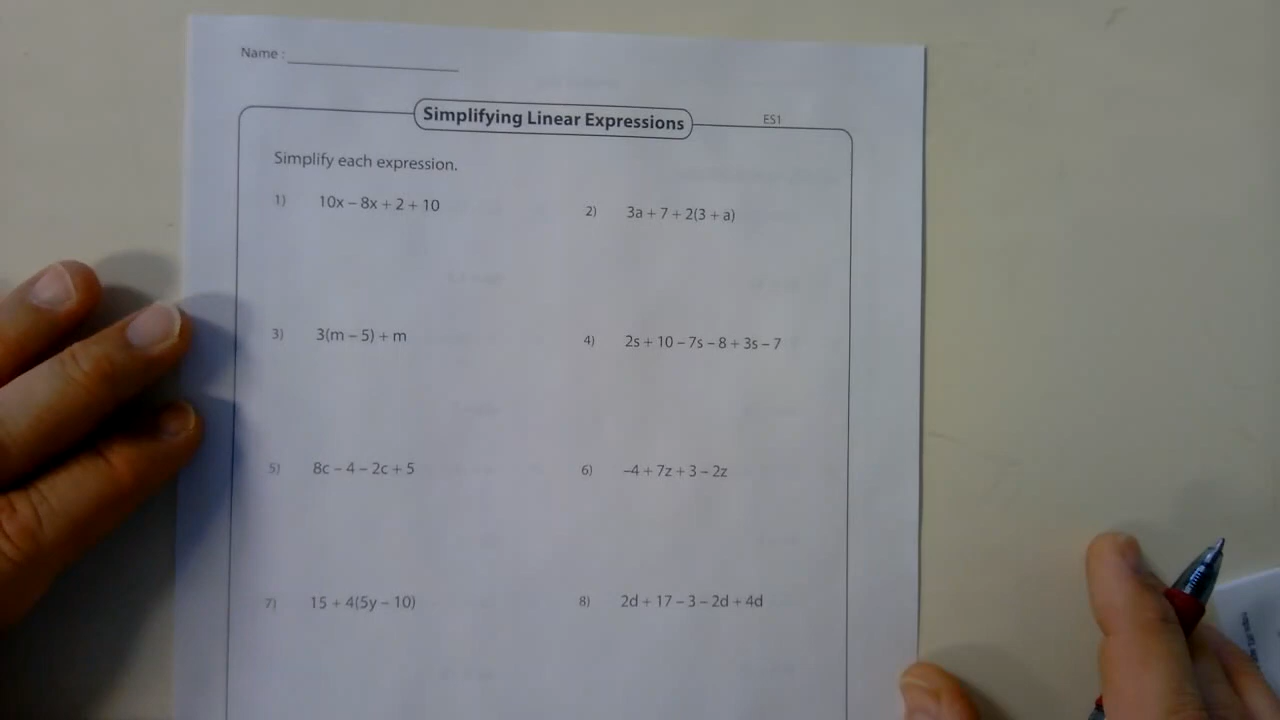 Name : ____________
Simplifying Linear Expressions
ES1
Simplify each expression.
1) 10x – 8x + 2 + 10
2) 3a + 7 + 2(3 + a)
3) 3(m – 5) + m
4) 2s + 10 – 7s – 8 + 3s – 7
5) 8c – 4 – 2c + 5
6) –4 + 7z + 3 – 2z
7) 15 + 4(5y – 10)
8) 2d + 17 – 3 – 2d + 4d